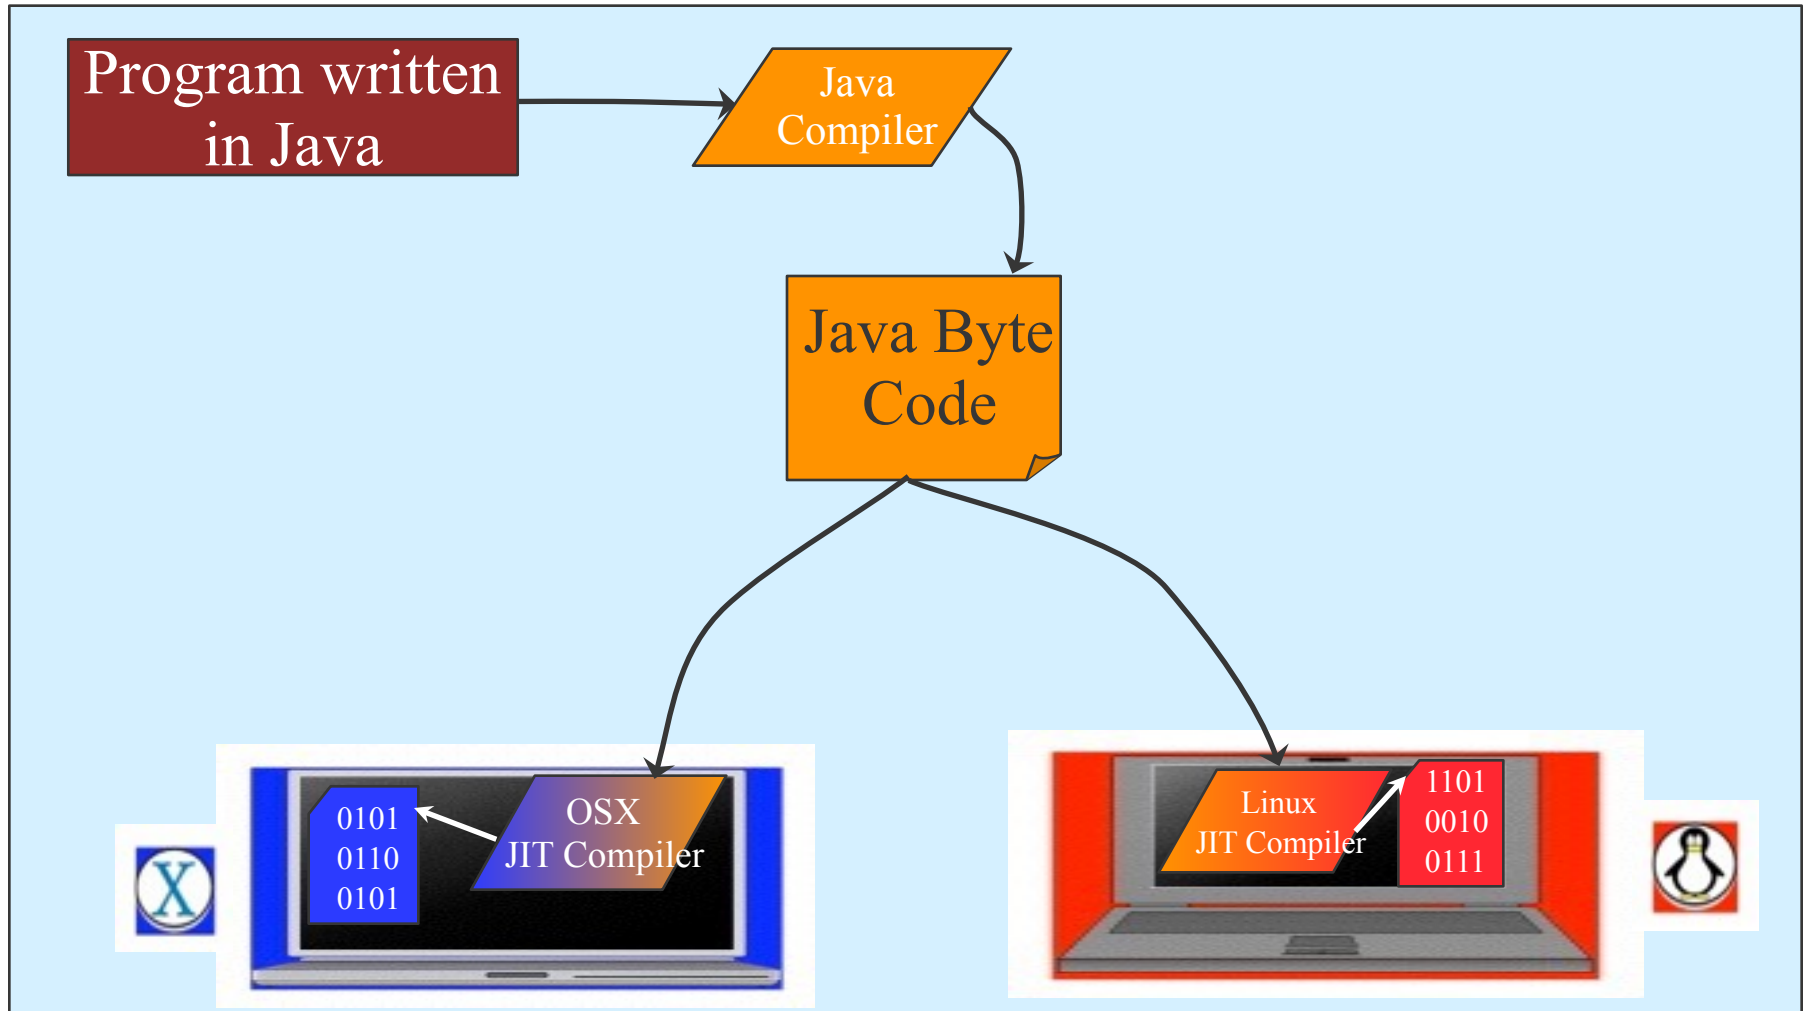 Program written
in Java
Java
Compiler
Java Byte
Code
OSX
JIT Compiler
0101
0110
0101
X
Linux
JIT Compiler
1101
0010
0111